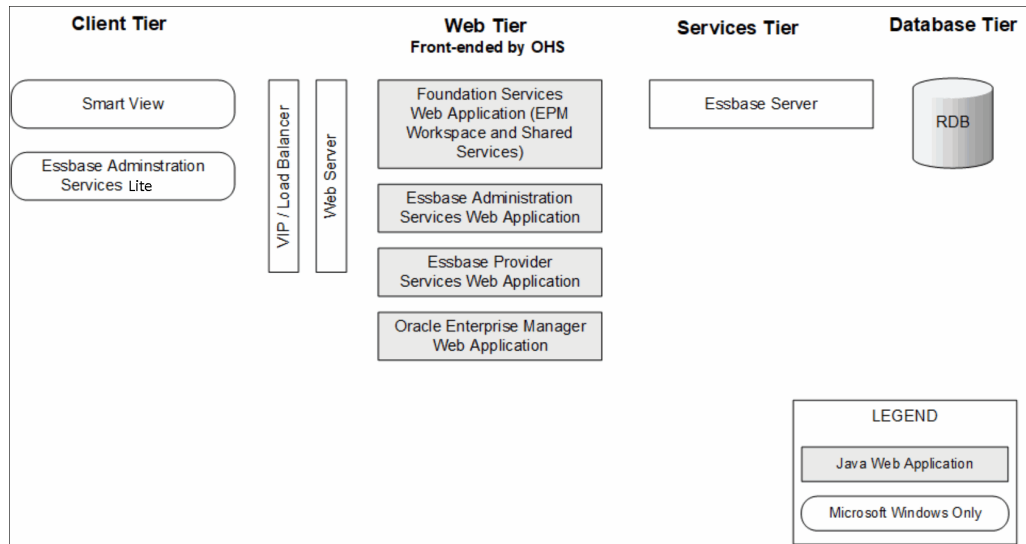 Client Tier
Web Tier
Front-ended by OHS
Services Tier
Database Tier
Smart View
Essbase Adminstration
Services Lite
VIP / Load Balancer
Web Server
Foundation Services
Web Application (EPM
Workspace and Shared
Services)
Essbase Administration
Services Web Application
Essbase Provider
Services Web Application
Oracle Enterprise Manager
Web Application
Essbase Server
RDB
LEGEND
Java Web Application
Microsoft Windows Only